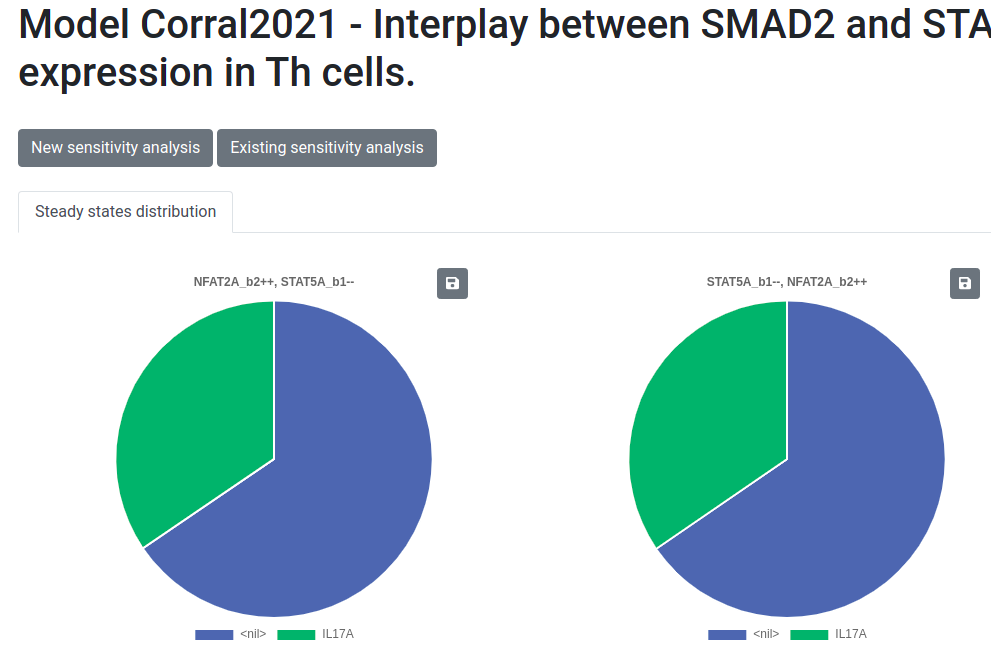 Model Corral2021 - Interplay between SMAD2 and STA
expression in Th cells.
New sensitivity analysis Existing sensitivity analysis
Steady states distribution
NFAT2A_b2++, STAT5A_b1-- STAT5A_b1--, NFAT2A_b2++
<nil> IL17A <nil> IL17A